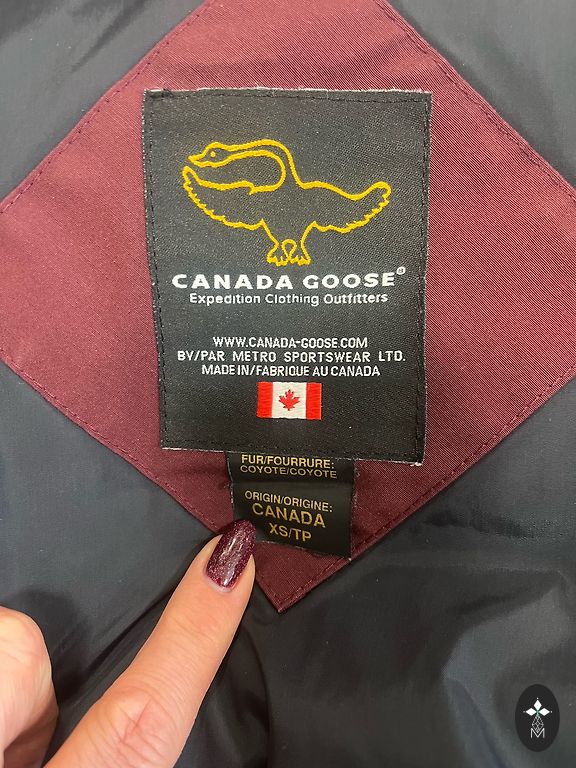 CANADA GOOSE®
Expedition Clothing Outfitters
WWW.CANADA-GOOSE.COM
BY/PAR METRO SPORTSWEAR LTD.
MADE IN/FABRIQUE AU CANADA
FUR/FOURRURE:
COYOTE/COYOTE
ORIGIN/ORIGINE:
CANADA
XS/TP